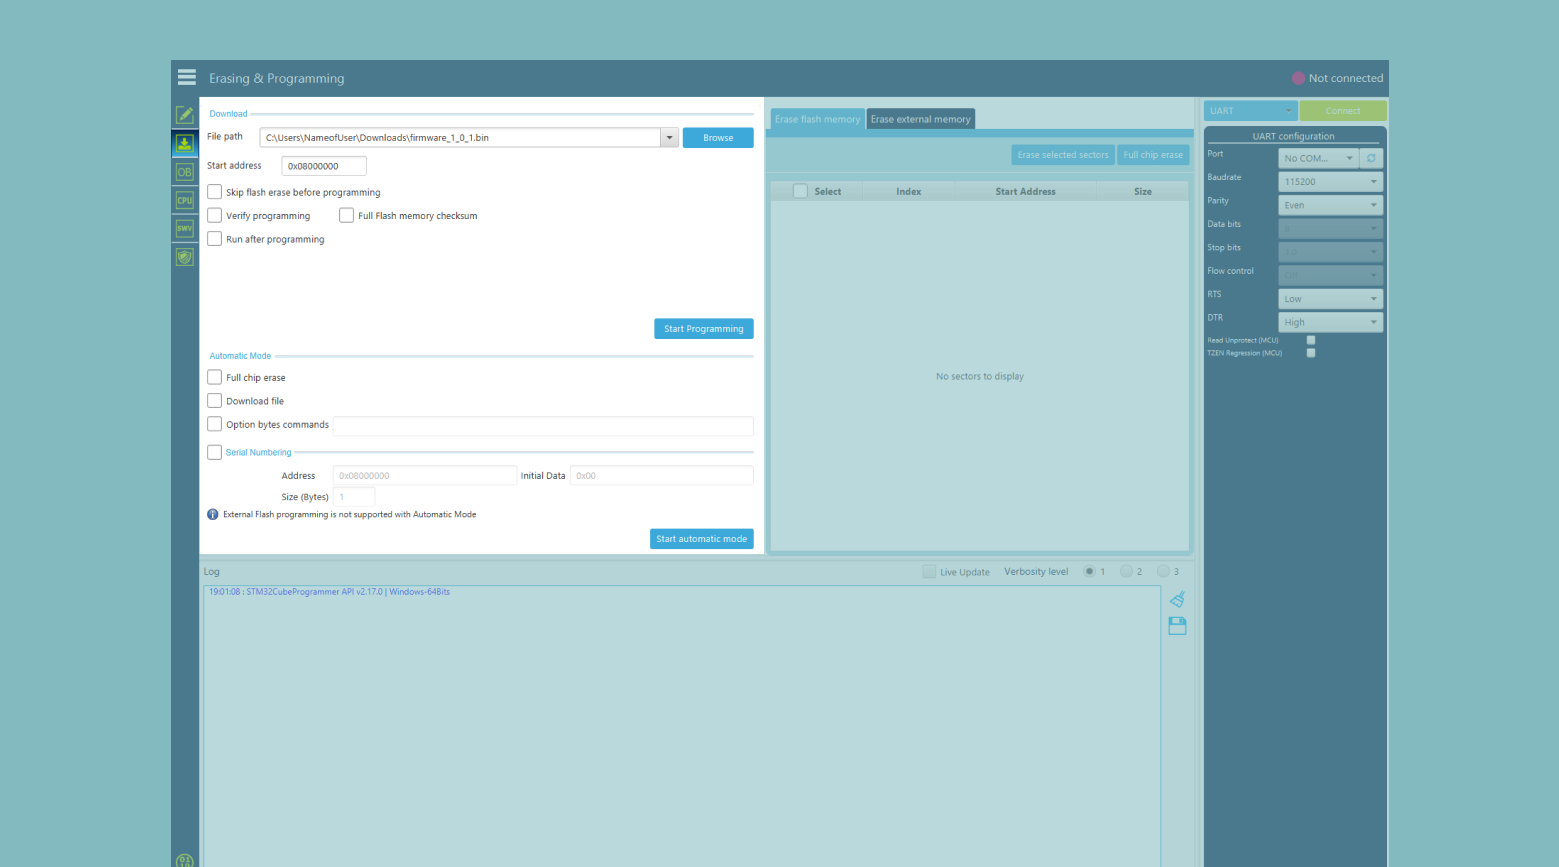 Erasing & Programming
Not connected
Download
File path
C:\Users\NameofUser\Downloads\firmware_1_0_1.bin
Browse
Start address
0x08000000
Skip flash erase before programming
Verify programming
Full Flash memory checksum
Run after programming
Start Programming
Automatic Mode
Full chip erase
Download file
Option bytes commands
Serial Numbering
Address
0x08000000
Initial Data
0x00
Size (Bytes)
1
External Flash programming is not supported with Automatic Mode
Start automatic mode
OB
CPU
SWV
Erase flash memory
Erase external memory
Erase selected sectors
Full chip erase
Select
Index
Start Address
Size
No sectors to display
UART
Connect
UART configuration
Port
No COM...
Baudrate
115200
Parity
Even
Data bits
Stop bits
1.0
Flow control
Off
RTS
Low
DTR
High
Read Unprotect (MCU)
TZEN Regression (MCU)
Log
Live Update
Verbosity level
1
2
3
19:01:08 : STM32CubeProgrammer API v2.17.0 | Windows-64Bits